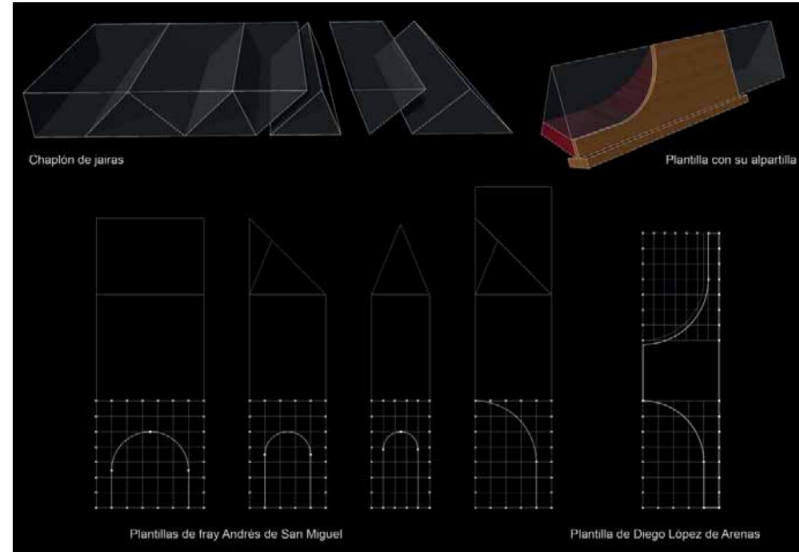 Chaplón de jairas
Plantilla con su alpartilla
Plantillas de fray Andrés de San Miguel
Plantilla de Diego López de Arenas